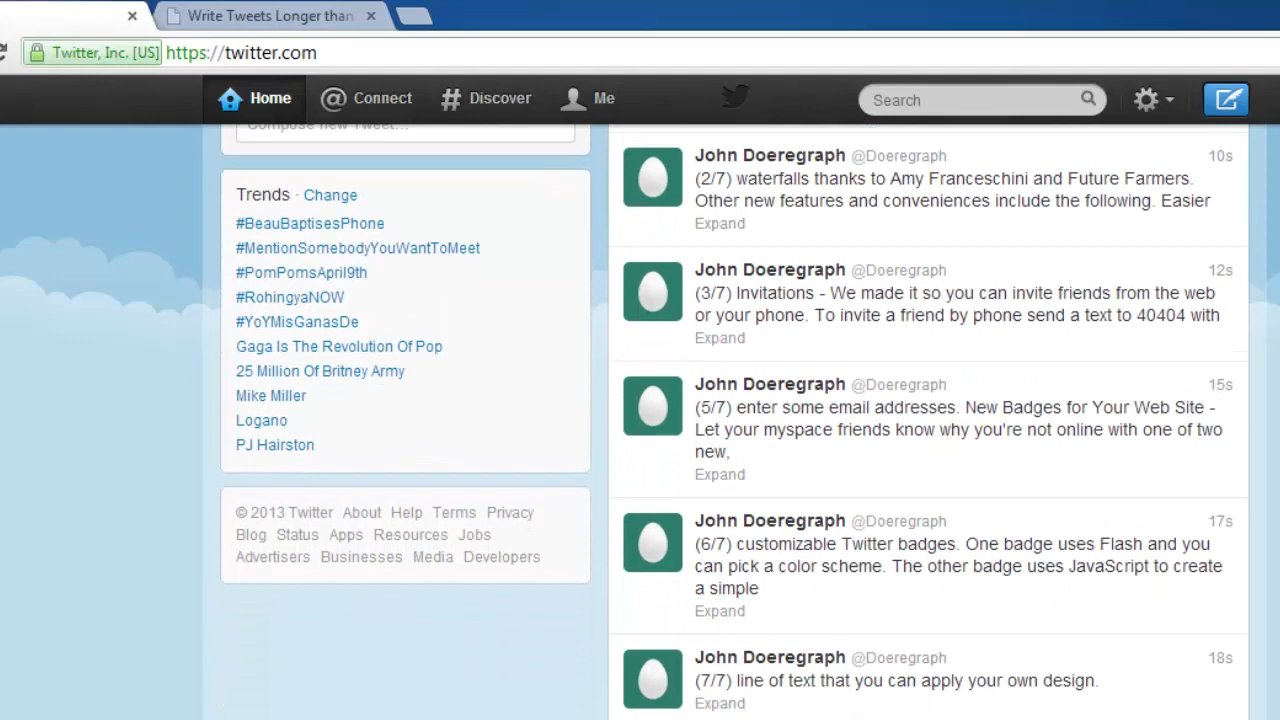 Write Tweets Longer than
Twitter, Inc. [US] https://twitter.com
Home Connect Discover Me Search
Compose new Tweet...
Trends · Change
#BeauBaptisesPhone
#MentionSomebodyYouWantToMeet
#PomPomsApril9th
#RohingyaNOW
#YoYMisGanasDe
Gaga Is The Revolution Of Pop
25 Million Of Britney Army
Mike Miller
Logano
PJ Hairston
© 2013 Twitter About Help Terms Privacy
Blog Status Apps Resources Jobs
Advertisers Businesses Media Developers
John Doeregraph @Doeregraph 10s
(2/7) waterfalls thanks to Amy Franceschini and Future Farmers.
Other new features and conveniences include the following. Easier
Expand
John Doeregraph @Doeregraph 12s
(3/7) Invitations - We made it so you can invite friends from the web
or your phone. To invite a friend by phone send a text to 40404 with
Expand
John Doeregraph @Doeregraph 15s
(5/7) enter some email addresses. New Badges for Your Web Site -
Let your myspace friends know why you're not online with one of two
new,
Expand
John Doeregraph @Doeregraph 17s
(6/7) customizable Twitter badges. One badge uses Flash and you
can pick a color scheme. The other badge uses JavaScript to create
a simple
Expand
John Doeregraph @Doeregraph 18s
(7/7) line of text that you can apply your own design.
Expand